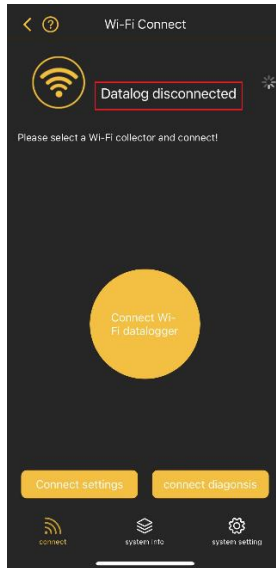 Wi-Fi Connect
Datalog disconnected
Please select a Wi-Fi collector and connect!
Connect Wi-
Fi datalogger
Connect settings
connect diagonsis
connect
system info
system setting